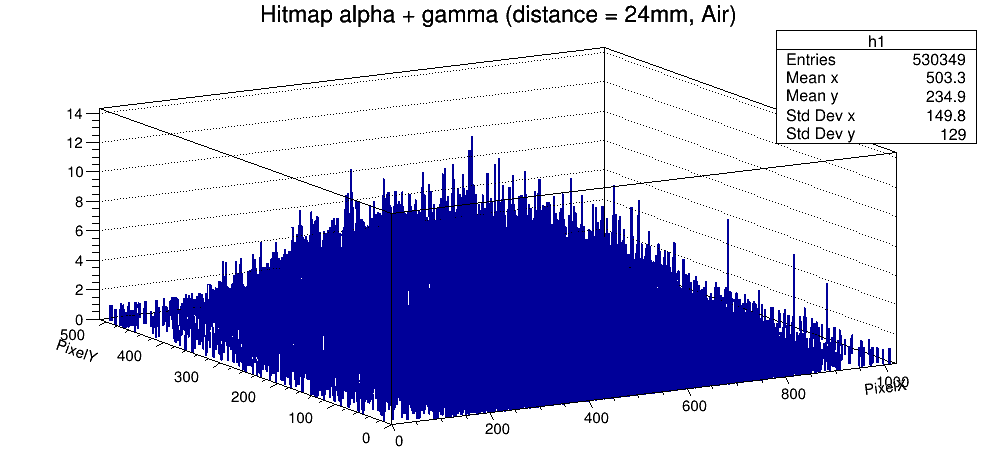 Hitmap alpha + gamma (distance = 24mm, Air)
h1
Entries 530349
Mean x 503.3
Mean y 234.9
Std Dev x 149.8
Std Dev y 129
14
12
10
8
6
4
2
0
500
400
300
200
100
0
PixelY
0
200
400
600
800
1000
PixelX